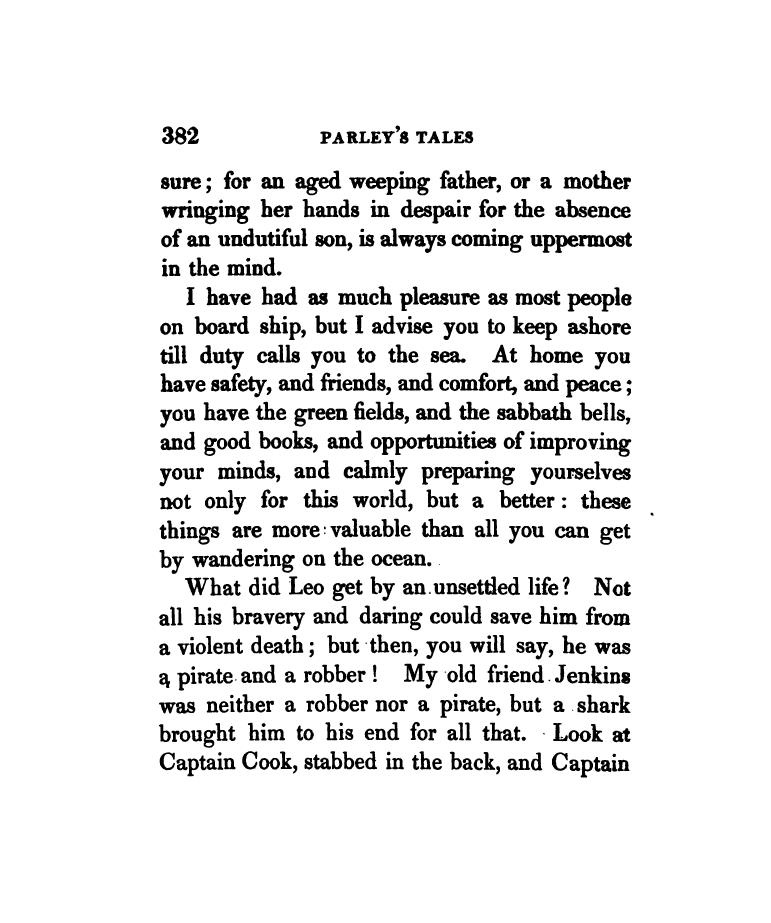 382 PARLEY'S TALES
sure; for an aged weeping father, or a mother
wringing her hands in despair for the absence
of an undutiful son, is always coming uppermost
in the mind.
I have had as much pleasure as most people
on board ship, but I advise you to keep ashore
till duty calls you to the sea. At home you
have safety, and friends, and comfort, and peace;
you have the green fields, and the sabbath bells,
and good books, and opportunities of improving
your minds, and calmly preparing yourselves
not only for this world, but a better: these
things are more valuable than all you can get
by wandering on the ocean.
What did Leo get by an unsettled life? Not
all his bravery and daring could save him from
a violent death; but then, you will say, he was
a pirate and a robber! My old friend Jenkins
was neither a robber nor a pirate, but a shark
brought him to his end for all that. Look at
Captain Cook, stabbed in the back, and Captain